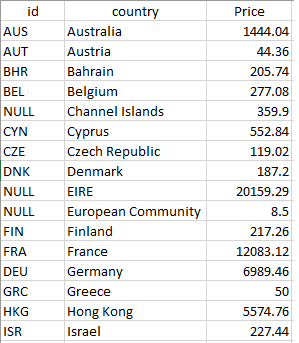 id country Price
AUS Australia 1444.04
AUT Austria 44.36
BHR Bahrain 205.74
BEL Belgium 277.08
NULL Channel Islands 359.9
CYN Cyprus 552.84
CZE Czech Republic 119.02
DNK Denmark 187.2
NULL EIRE 20159.29
NULL European Community 8.5
FIN Finland 217.26
FRA France 12083.12
DEU Germany 6989.46
GRC Greece 50
HKG Hong Kong 5574.76
ISR Israel 227.44